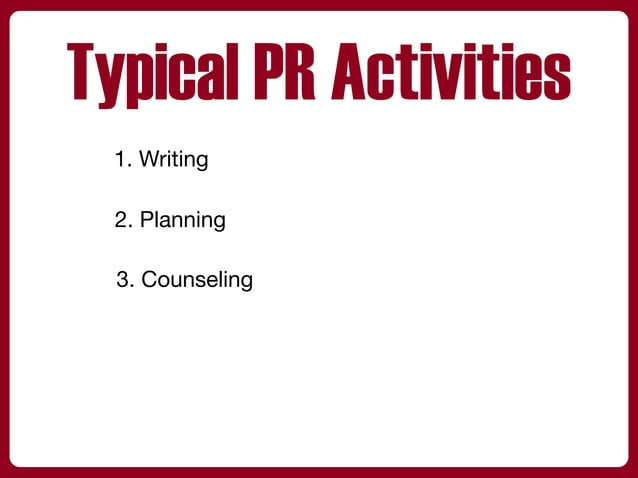 Typical PR Activities
1. Writing
2. Planning
3. Counseling